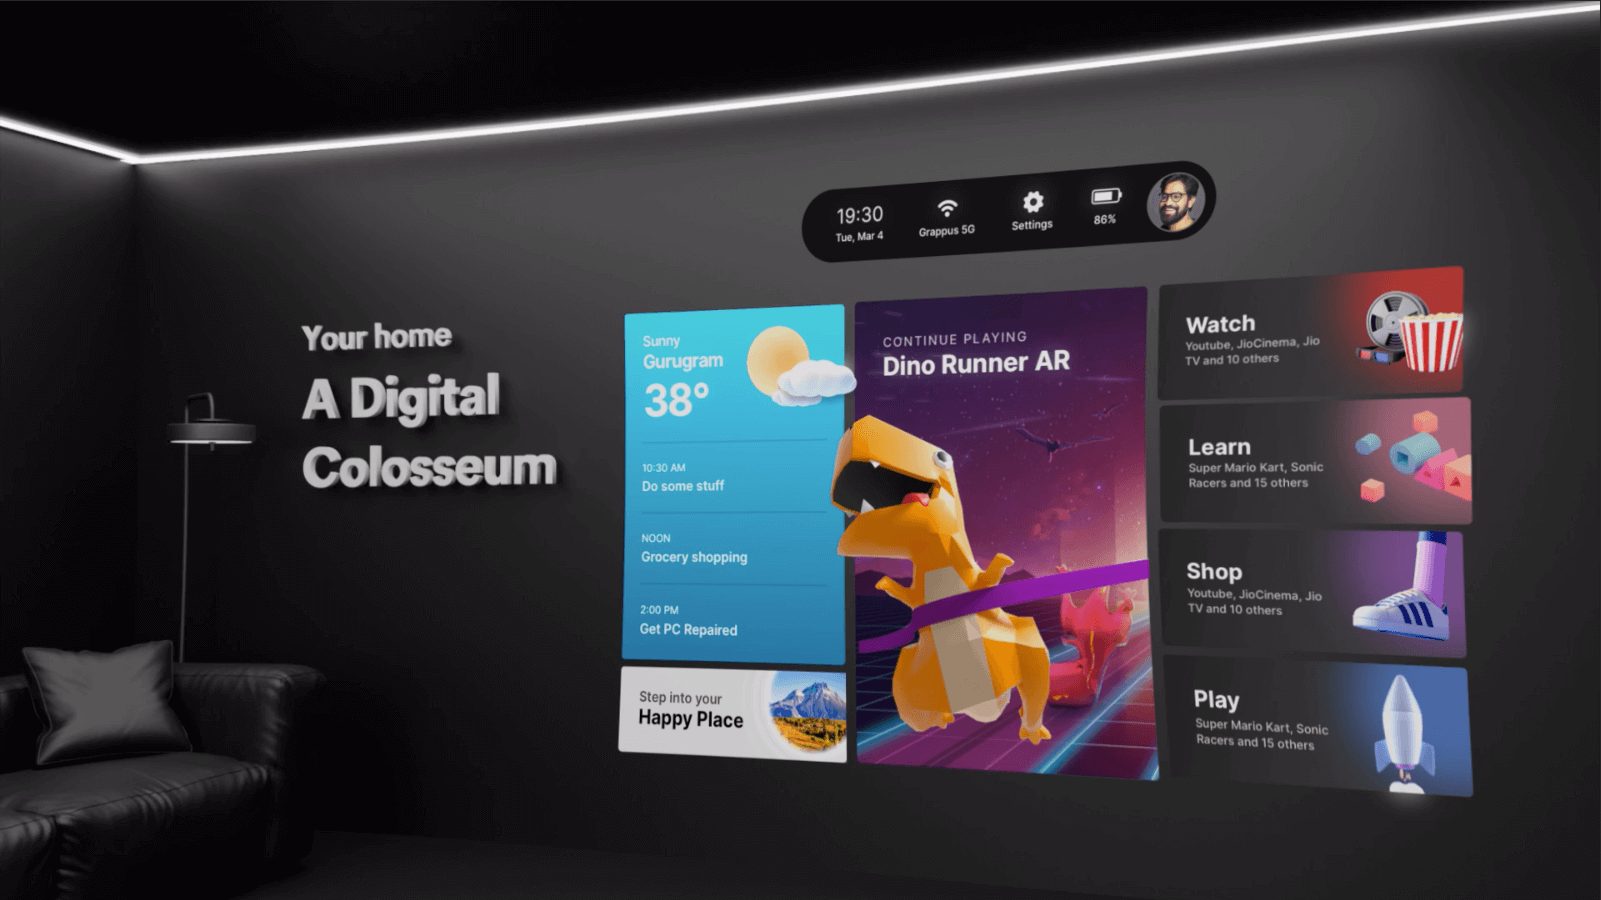 Your home
A Digital
Colosseum
19:30
Tue, Mar 4
Grappus 5G
Settings
86%
Sunny
Gurugram
38°
10:30 AM
Do some stuff
NOON
Grocery shopping
2:00 PM
Get PC Repaired
Step into your
Happy Place
CONTINUE PLAYING
Dino Runner AR
Watch
Youtube, JioCinema, Jio
TV and 10 others
Learn
Super Mario Kart, Sonic
Racers and 15 others
Shop
Youtube, JioCinema, Jio
TV and 10 others
Play
Super Mario Kart, Sonic
Racers and 15 others